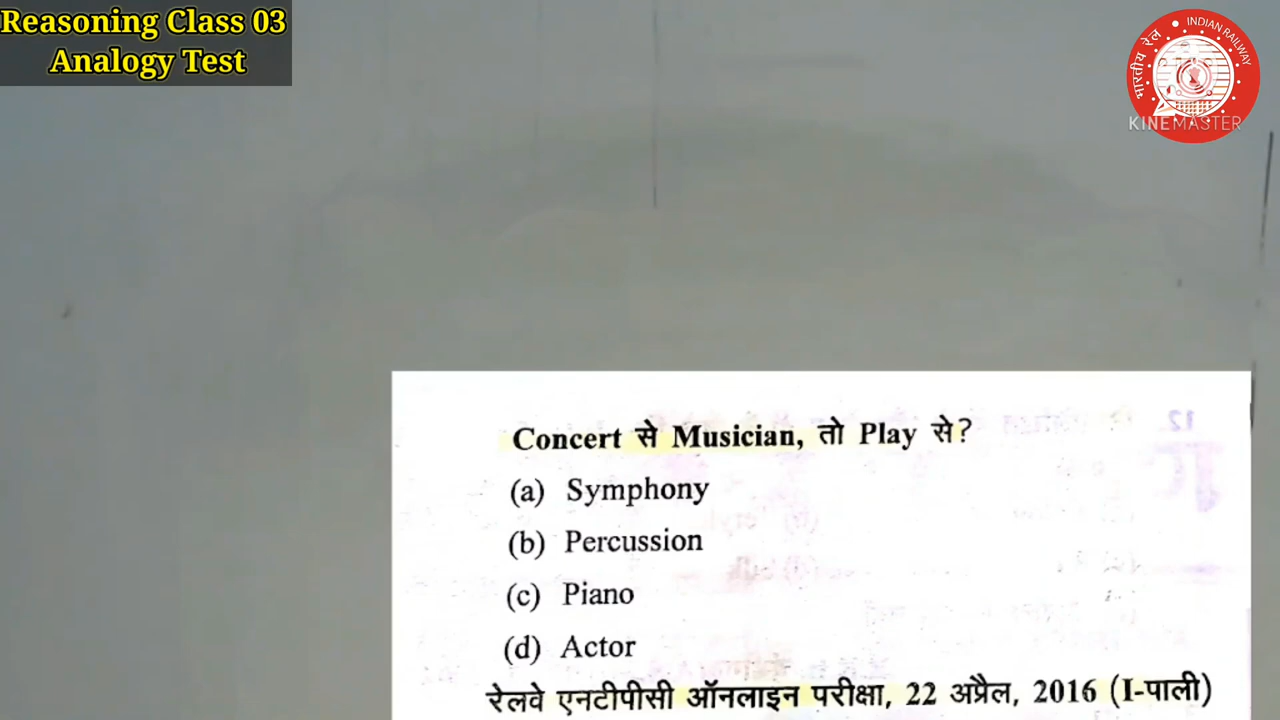 Reasoning Class 03
Analogy Test
भारतीय रेल
INDIAN RAILWAY
KINEMASTER
Concert से Musician, तो Play से?
(a) Symphony
(b) Percussion
(c) Piano
(d) Actor
रेलवे एनटीपीसी ऑनलाइन परीक्षा, 22 अप्रैल, 2016 (I-पाली)